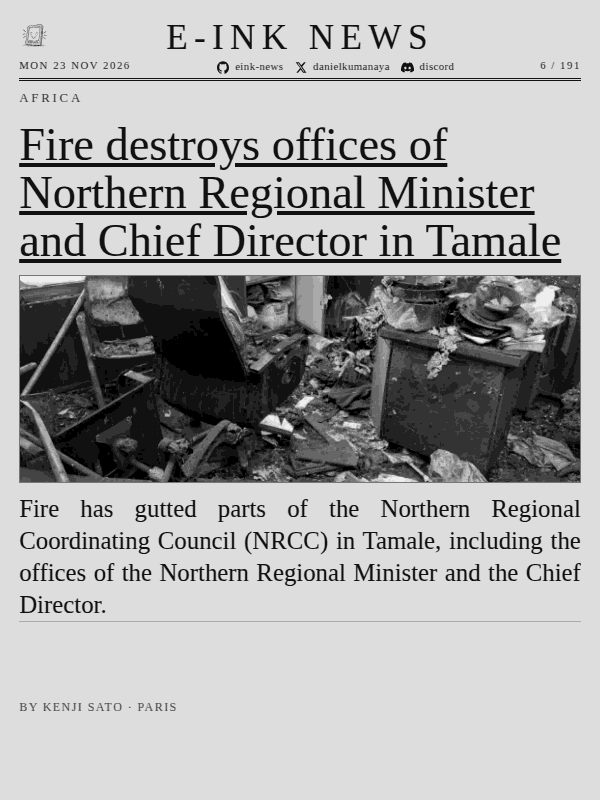 E-INK NEWS
MON 23 NOV 2026 eink-news danielkumanaya discord 6 / 191
AFRICA
Fire destroys offices of
Northern Regional Minister
and Chief Director in Tamale
Fire has gutted parts of the Northern Regional
Coordinating Council (NRCC) in Tamale, including the
offices of the Northern Regional Minister and the Chief
Director.
BY KENJI SATO · PARIS